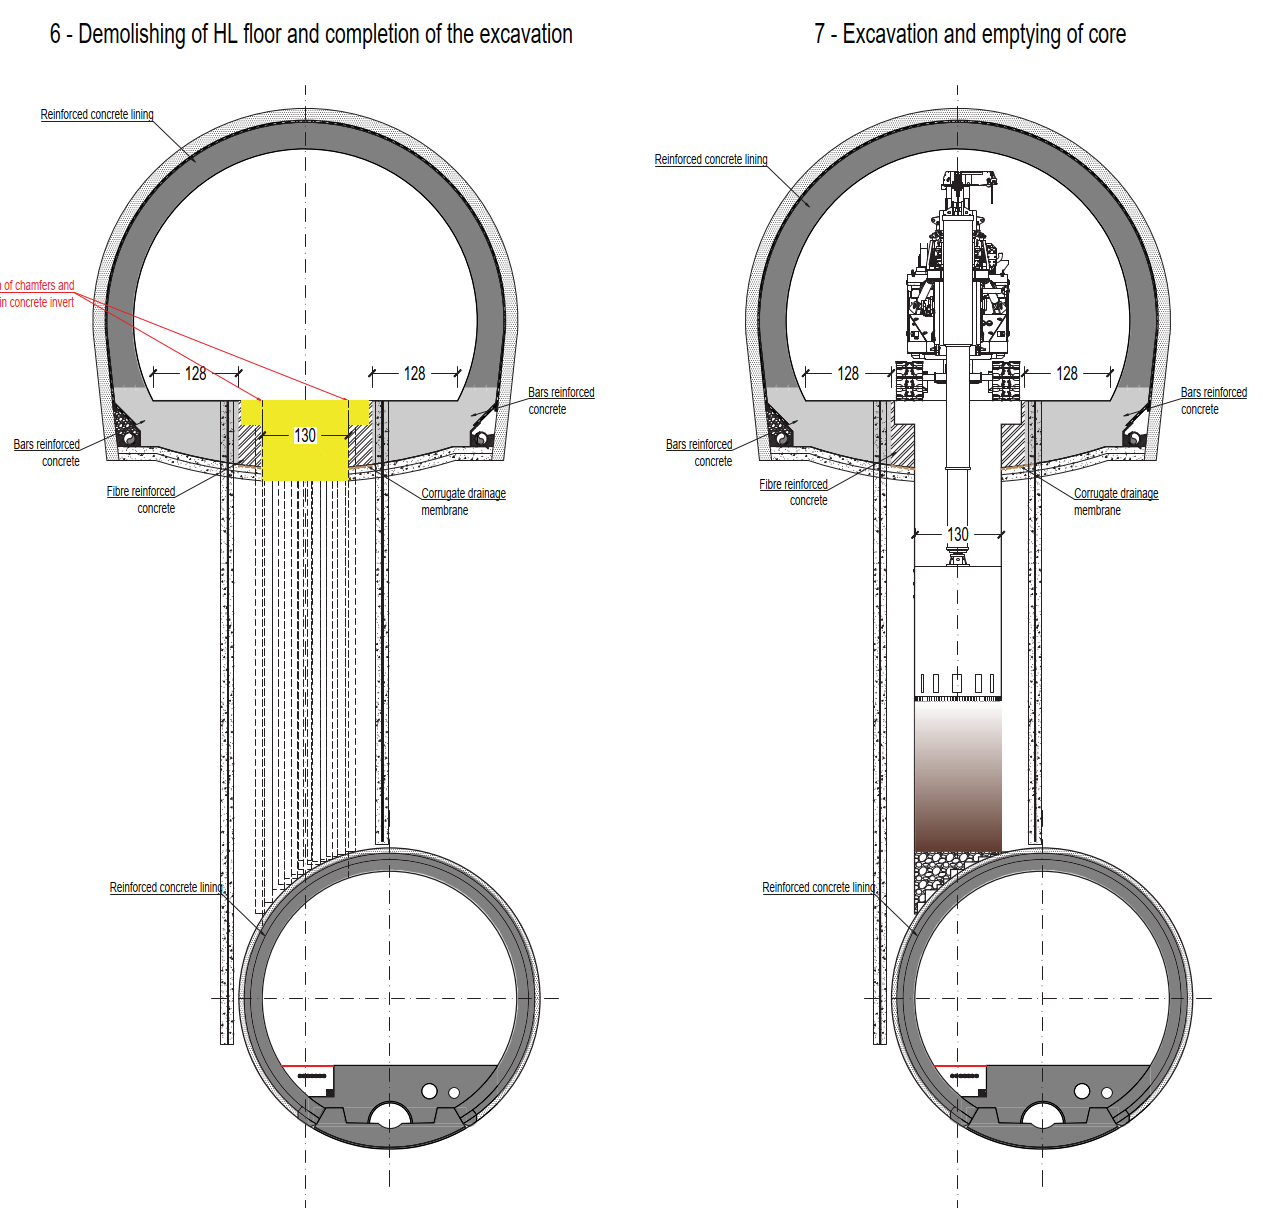 6 - Demolishing of HL floor and completion of the excavation
7 - Excavation and emptying of core
Reinforced concrete lining
Reinforced concrete lining
of chamfers and
in concrete invert
128
128
128
128
Bars reinforced
concrete
Bars reinforced
concrete
130
Bars reinforced
concrete
Bars reinforced
concrete
Fibre reinforced
concrete
Corrugate drainage
membrane
Fibre reinforced
concrete
Corrugate drainage
membrane
130
Reinforced concrete lining
Reinforced concrete lining